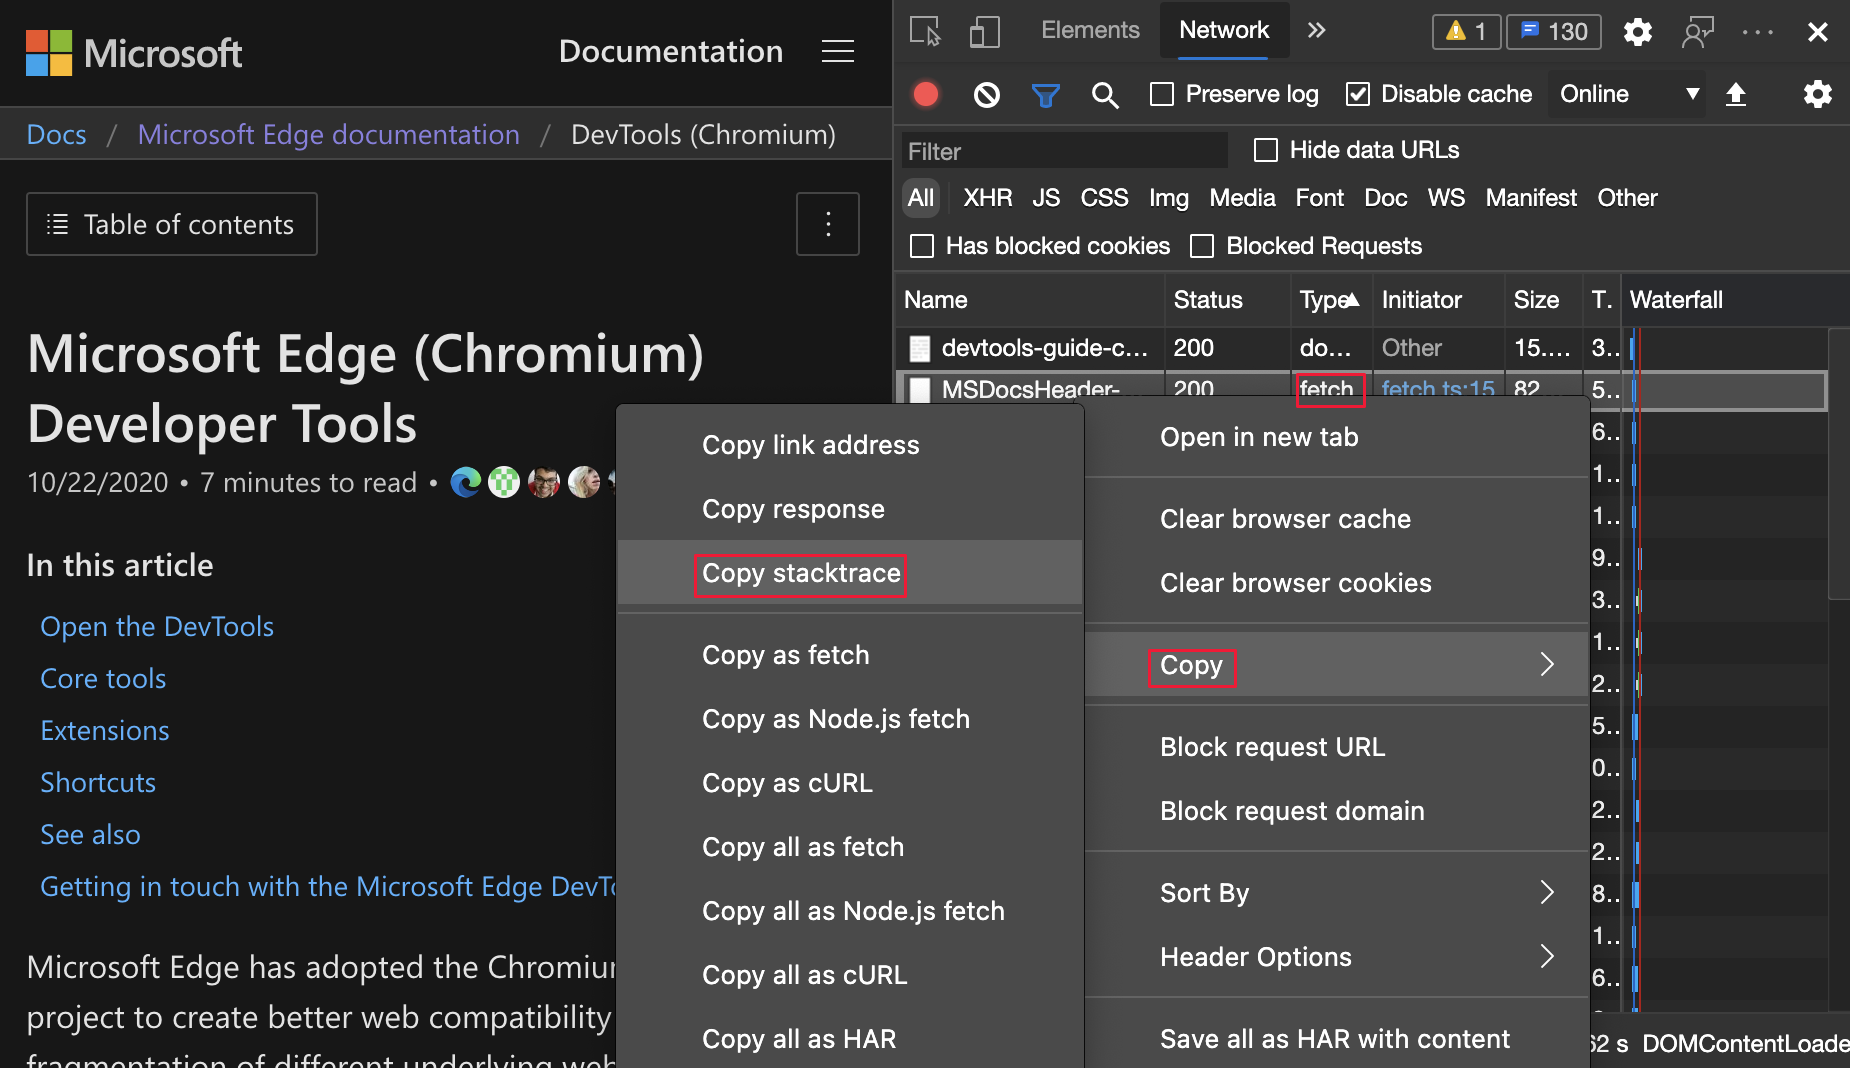 Microsoft
Documentation
Docs / Microsoft Edge documentation / DevTools (Chromium)
Table of contents
Microsoft Edge (Chromium)
Developer Tools
10/22/2020 • 7 minutes to read •
In this article
Open the DevTools
Core tools
Extensions
Shortcuts
See also
Getting in touch with the Microsoft Edge DevTo
Microsoft Edge has adopted the Chromiu
project to create better web compatibility
fragmentation of different underlying web
Elements
Network
1
130
Preserve log
Disable cache
Online
Filter
Hide data URLs
All XHR JS CSS Img Media Font Doc WS Manifest Other
Has blocked cookies
Blocked Requests
Name Status Type Initiator Size T. Waterfall
devtools-guide-c... 200 do... Other 15.... 3..
MSDocsHeader- 200 fetch fetch.ts:15 82 5..
6..
1..
1..
9..
3..
1..
2..
5..
0..
2..
2..
8..
1..
6..
Copy link address
Copy response
Copy stacktrace
Copy as fetch
Copy as Node.js fetch
Copy as cURL
Copy all as fetch
Copy all as Node.js fetch
Copy all as cURL
Copy all as HAR
Open in new tab
Clear browser cache
Clear browser cookies
Copy
Block request URL
Block request domain
Sort By
Header Options
Save all as HAR with content
62 s DOMContentLoade